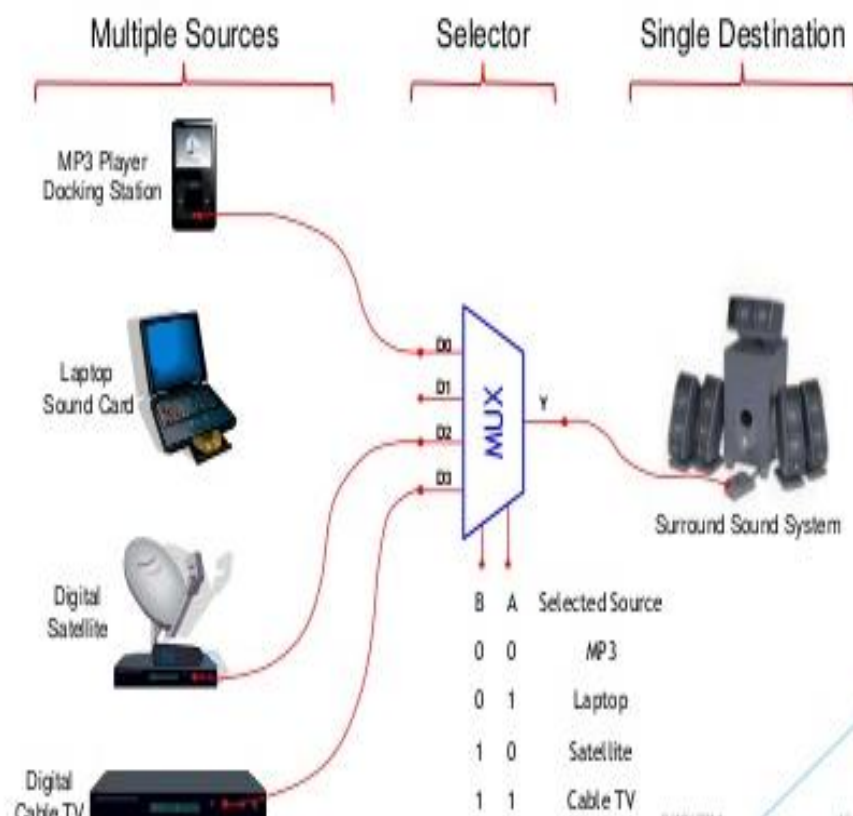 Multiple Sources
Selector
Single Destination
MP3 Player
Docking Station
Laptop
Sound Card
Digital
Satellite
Digital
Cable TV
D0
D1
D2
D3
MUX
Y
Surround Sound System
B A Selected Source
0 0 MP3
0 1 Laptop
1 0 Satellite
1 1 Cable TV